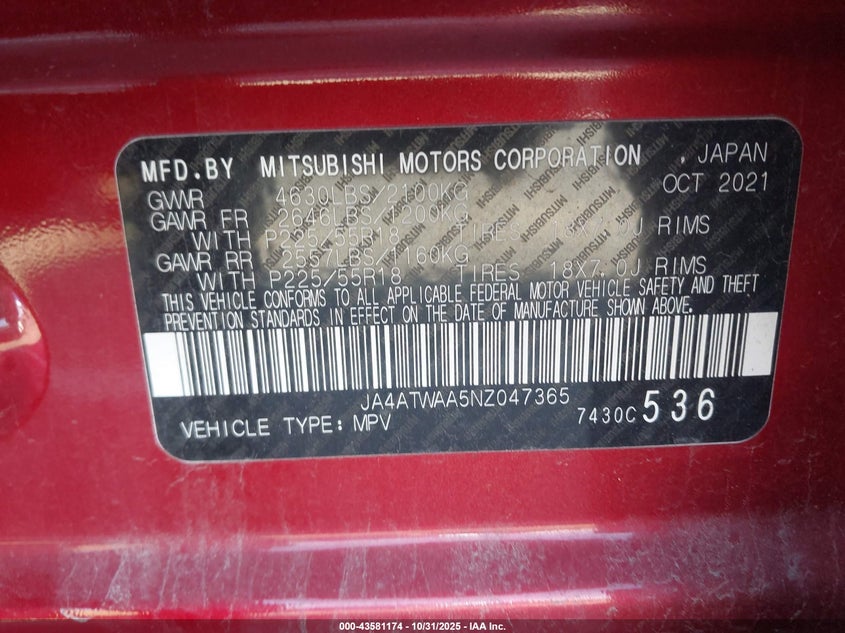 MFD.BY MITSUBISHI MOTORS CORPORATION , JAPAN
OCT 2021
GVWR 4630LBS/2100KG
GAWR FR 2646LBS/1200KG
WITH P225/55R18 TIRES 18X7.0J RIMS
GAWR RR 2557LBS/1160KG
WITH P225/55R18 TIRES 18X7.0J RIMS
THIS VEHICLE CONFORMS TO ALL APPLICABLE FEDERAL MOTOR VEHICLE SAFETY AND THEFT
PREVENTION STANDARDS IN EFFECT ON THE DATE OF MANUFACTURE SHOWN ABOVE.
JA4ATWAA5NZ047365
VEHICLE TYPE: MPV 7430C 536
000-43581174 - 10/31/2025 - IAA Inc.